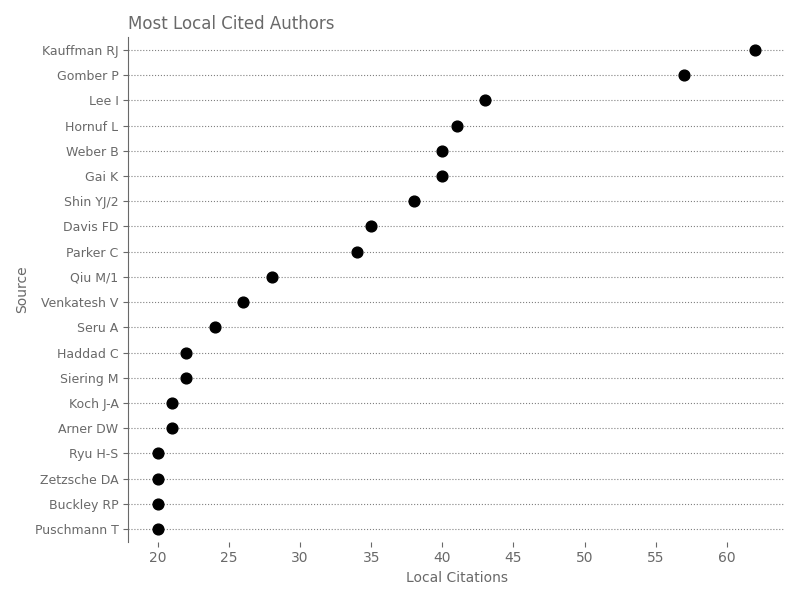 Most Local Cited Authors
Kauffman RJ
Gomber P
Lee I
Hornuf L
Weber B
Gai K
Shin YJ/2
Davis FD
Parker C
Qiu M/1
Venkatesh V
Seru A
Haddad C
Siering M
Koch J-A
Arner DW
Ryu H-S
Zetzsche DA
Buckley RP
Puschmann T
Source
20 25 30 35 40 45 50 55 60
Local Citations